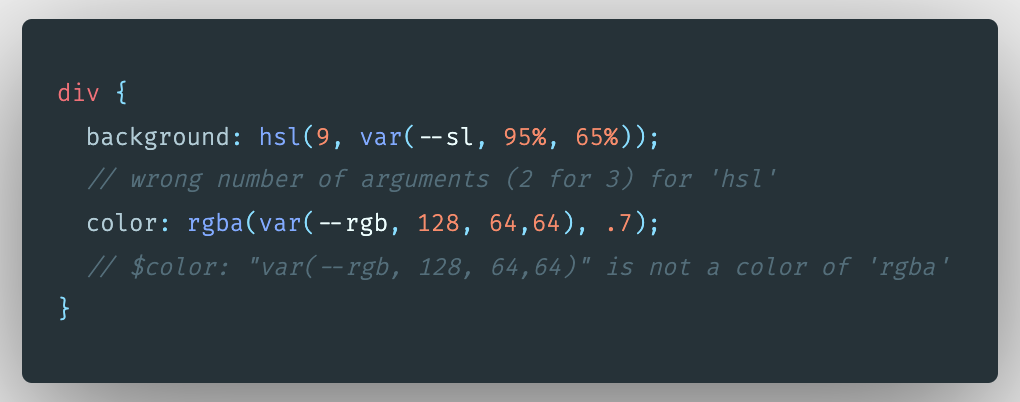 div {
  background: hsl(9, var(--sl, 95%, 65%));
  // wrong number of arguments (2 for 3) for 'hsl'
  color: rgba(var(--rgb, 128, 64,64), .7);
  // $color: "var(--rgb, 128, 64,64)" is not a color of 'rgba'
}